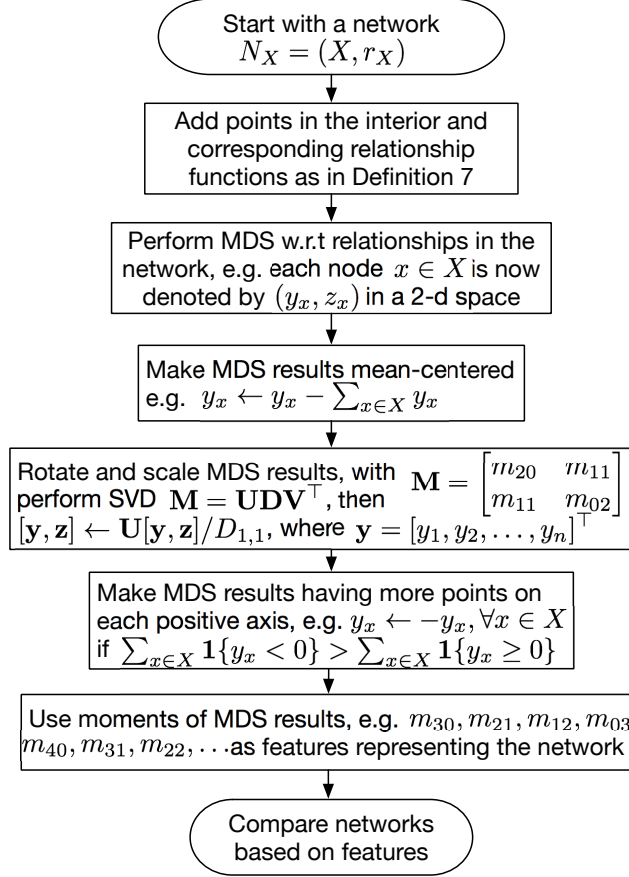 Start with a network
N_X = (X, r_X)
Add points in the interior and
corresponding relationship
functions as in Definition 7
Perform MDS w.r.t relationships in the
network, e.g. each node x ∈ X is now
denoted by (y_x, z_x) in a 2-d space
Make MDS results mean-centered
e.g. y_x ← y_x − ∑_{x∈X} y_x
Rotate and scale MDS results, with M = [m_20 m_11
perform SVD M = UDV^⊤, then m_11 m_02]
[y, z] ← U[y, z]/D_{1,1}, where y = [y_1, y_2, . . . , y_n]^⊤
Make MDS results having more points on
each positive axis, e.g. y_x ← −y_x, ∀x ∈ X
if ∑_{x∈X} 1{y_x < 0} > ∑_{x∈X} 1{y_x ≥ 0}
Use moments of MDS results, e.g. m_30, m_21, m_12, m_03
m_40, m_31, m_22, . . . as features representing the network
Compare networks
based on features